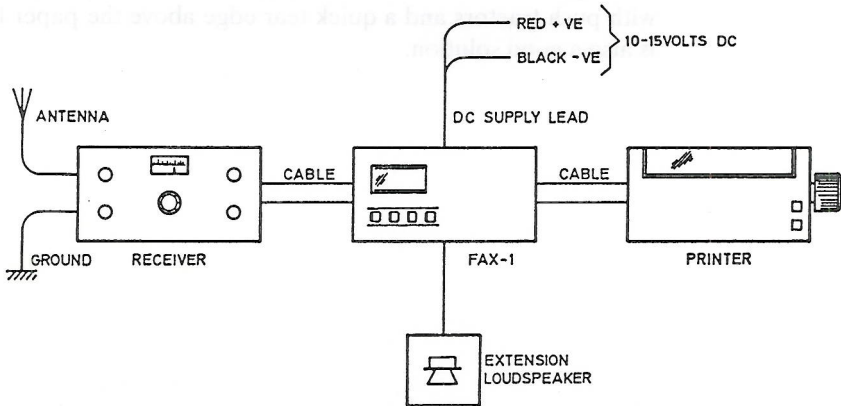 RED +VE
BLACK -VE
10-15VOLTS DC
ANTENNA
DC SUPPLY LEAD
CABLE
CABLE
GROUND
RECEIVER
FAX-1
PRINTER
EXTENSION
LOUDSPEAKER